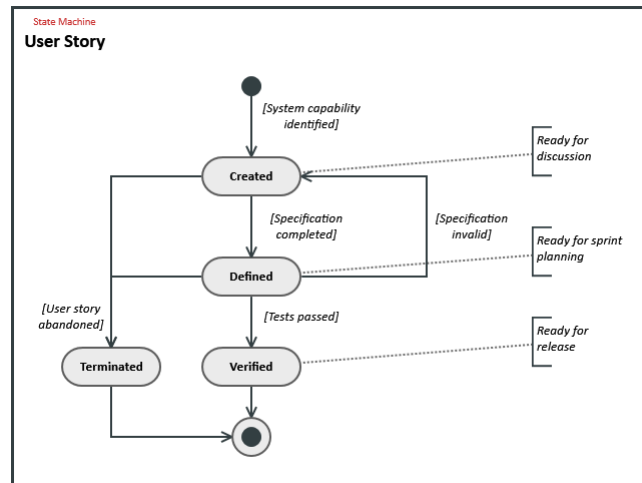 State Machine
User Story
[System capability
identified]
Ready for
discussion
Created
[Specification
completed]
[Specification
invalid]
Ready for sprint
planning
Defined
[User story
abandoned]
[Tests passed]
Ready for
release
Terminated
Verified